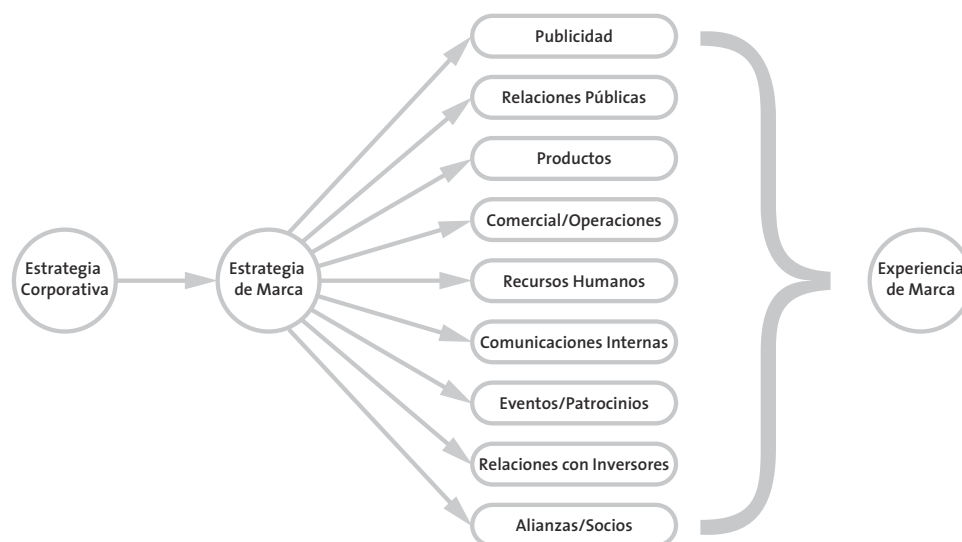 Estrategia
Corporativa
Estrategia
de Marca
Publicidad
Relaciones Públicas
Productos
Comercial/Operaciones
Recursos Humanos
Comunicaciones Internas
Eventos/Patrocinios
Relaciones con Inversores
Alianzas/Socios
Experiencia
de Marca